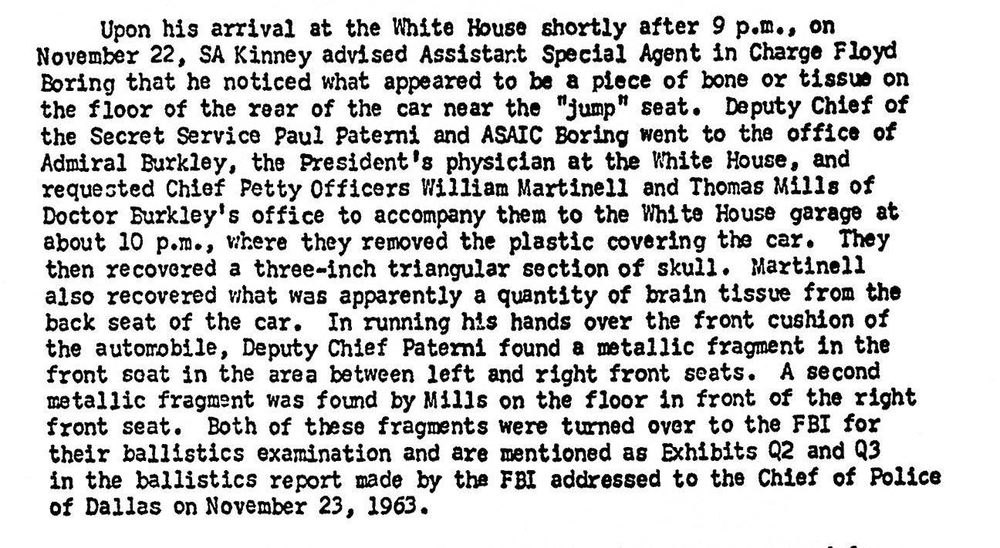 Upon his arrival at the White House shortly after 9 p.m., on
November 22, SA Kinney advised Assistant Special Agent in Charge Floyd
Boring that he noticed what appeared to be a piece of bone or tissue on
the floor of the rear of the car near the "jump" seat. Deputy Chief of
the Secret Service Paul Paterni and ASAIC Boring went to the office of
Admiral Burkley, the President's physician at the White House, and
requested Chief Petty Officers William Martinell and Thomas Mills of
Doctor Burkley's office to accompany them to the White House garage at
about 10 p.m., where they removed the plastic covering the car. They
then recovered a three-inch triangular section of skull. Martinell
also recovered what was apparently a quantity of brain tissue from the
back seat of the car. In running his hands over the front cushion of
the automobile, Deputy Chief Paterni found a metallic fragment in the
front seat in the area between left and right front seats. A second
metallic fragment was found by Mills on the floor in front of the right
front seat. Both of these fragments were turned over to the FBI for
their ballistics examination and are mentioned as Exhibits Q2 and Q3
in the ballistics report made by the FBI addressed to the Chief of Police
of Dallas on November 23, 1963.